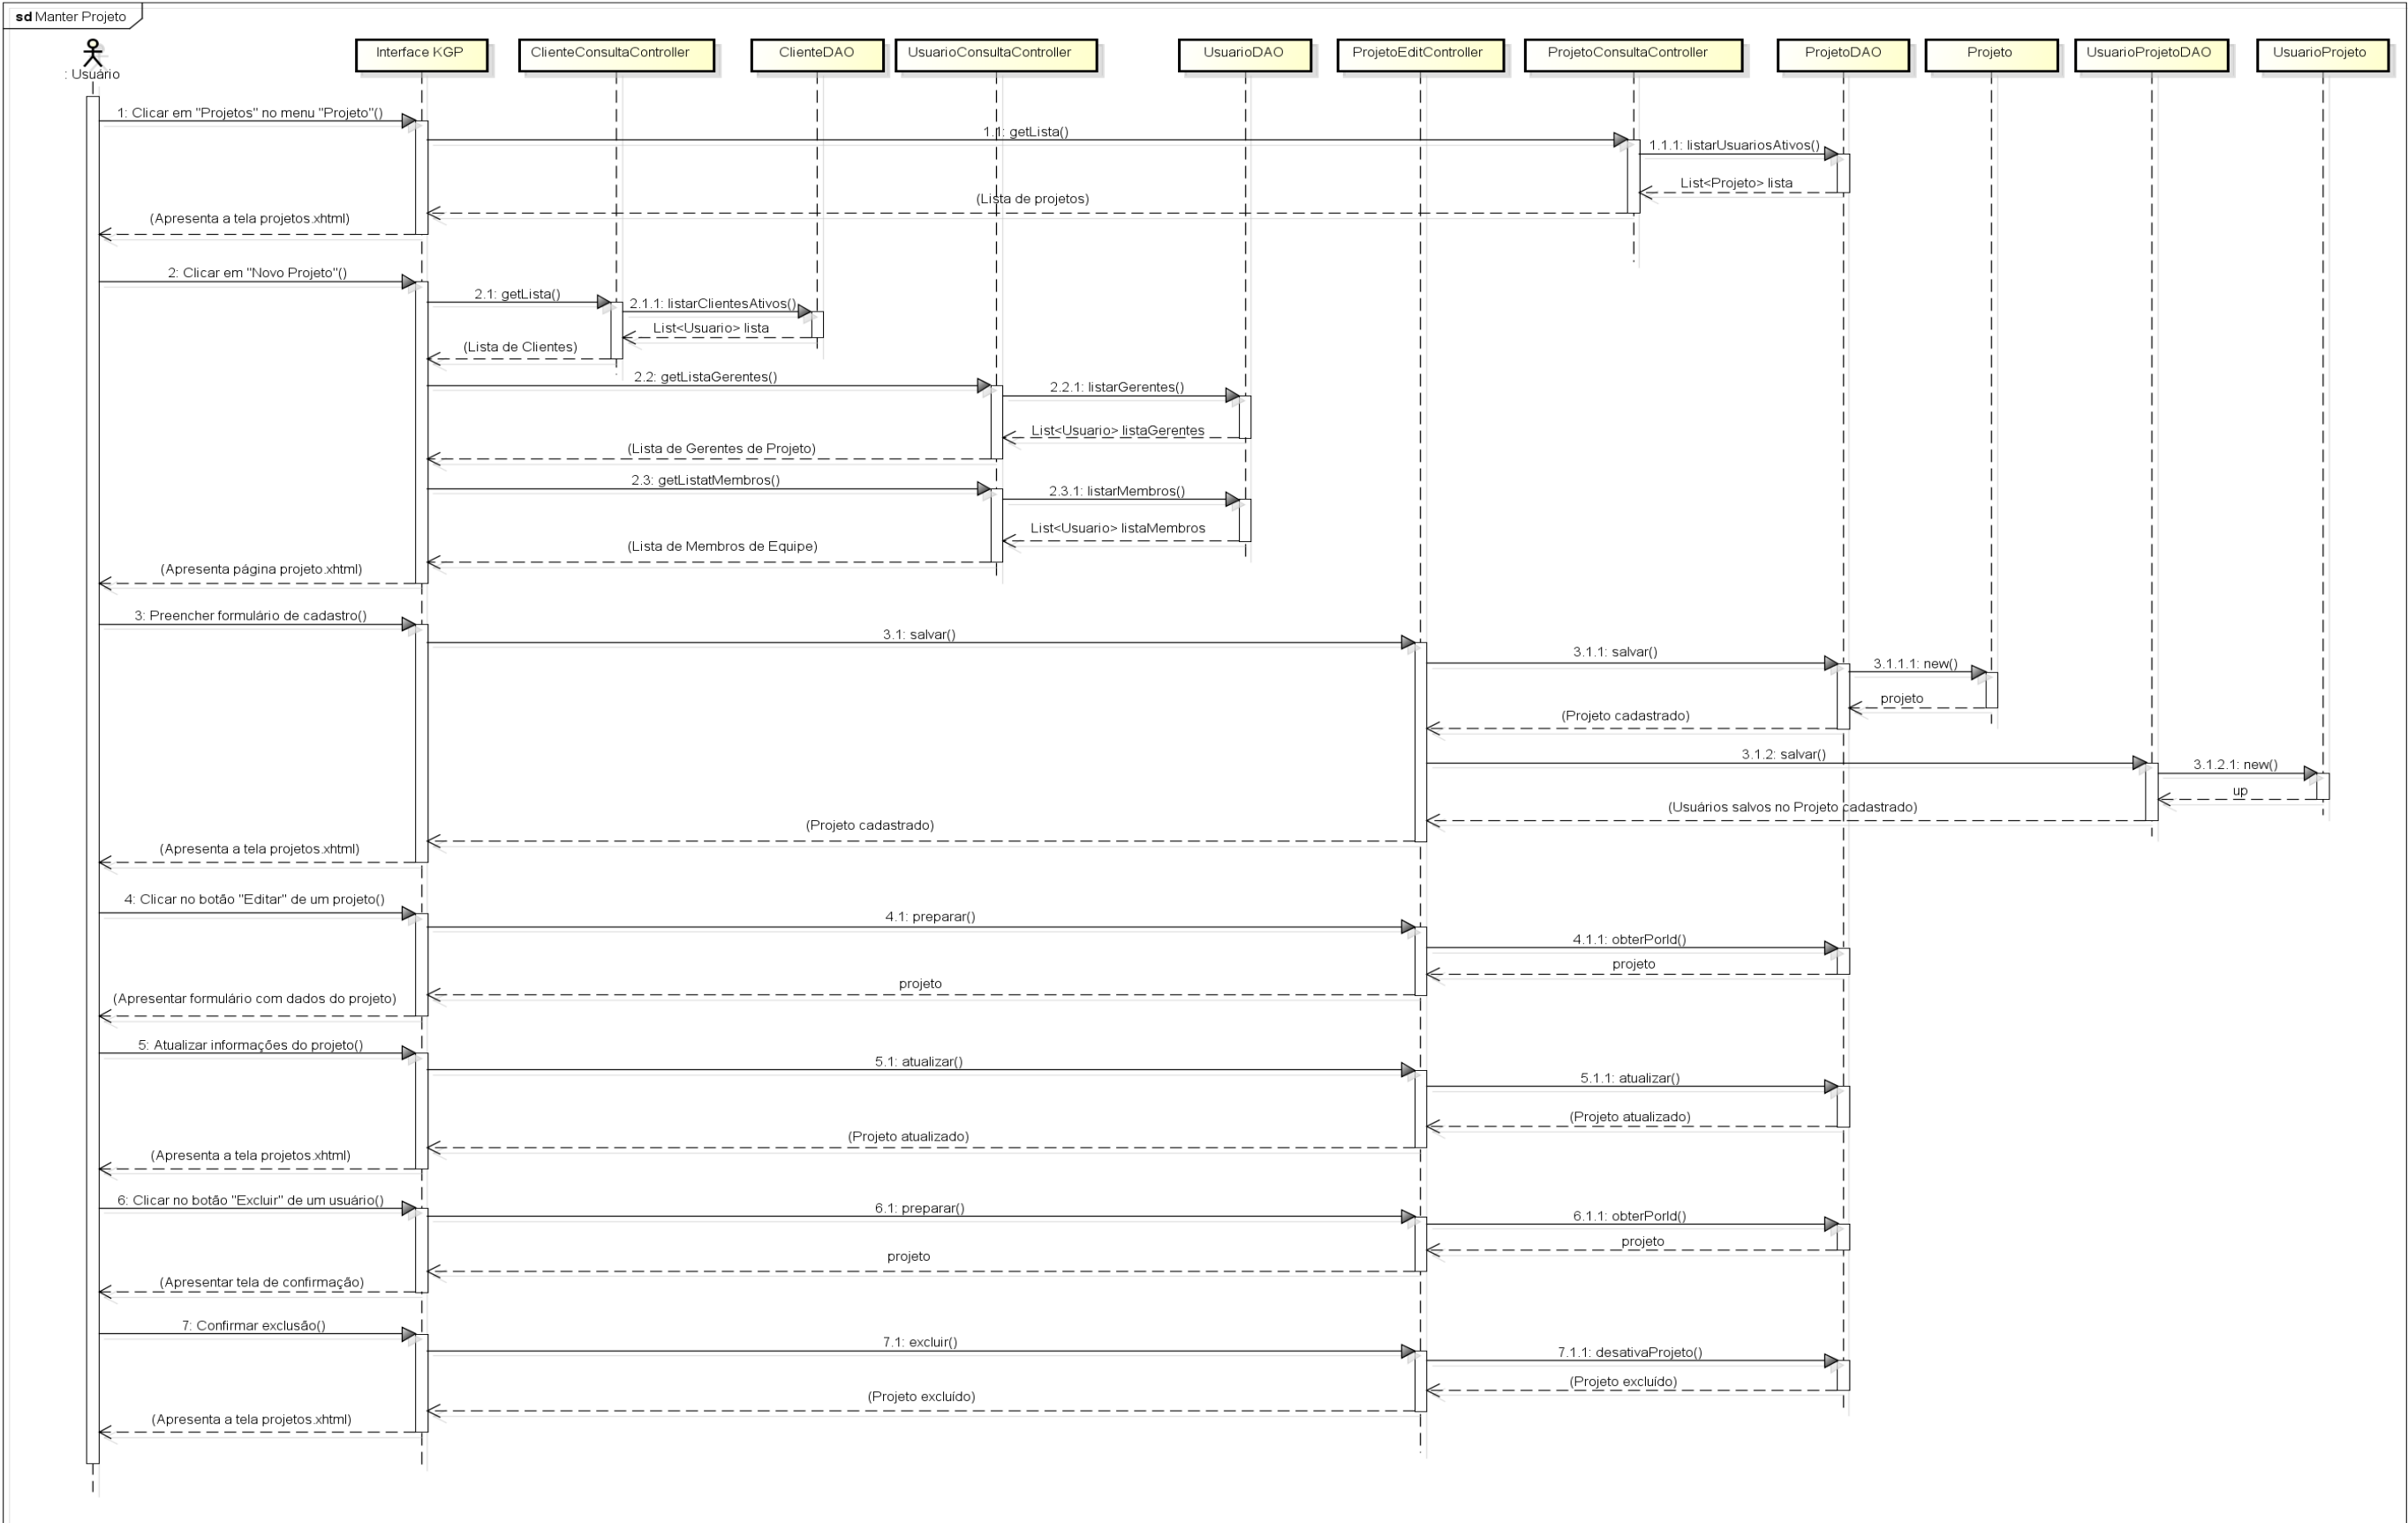 sd Manter Projeto
: Usuário
Interface KGP
ClienteConsultaController
ClienteDAO
UsuarioConsultaController
UsuarioDAO
ProjetoEditController
ProjetoConsultaController
ProjetoDAO
Projeto
UsuarioProjetoDAO
UsuarioProjeto
1: Clicar em "Projetos" no menu "Projeto"()
1.1: getLista()
1.1.1: listarUsuariosAtivos()
List<Projeto> lista
(Lista de projetos)
(Apresenta a tela projetos.xhtml)
2: Clicar em "Novo Projeto"()
2.1: getLista()
2.1.1: listarClientesAtivos()
List<Usuario> lista
(Lista de Clientes)
2.2: getListaGerentes()
2.2.1: listarGerentes()
List<Usuario> listaGerentes
(Lista de Gerentes de Projeto)
2.3: getListatMembros()
2.3.1: listarMembros()
List<Usuario> listaMembros
(Lista de Membros de Equipe)
(Apresenta página projeto.xhtml)
3: Preencher formulário de cadastro()
3.1: salvar()
3.1.1: salvar()
3.1.1.1: new()
projeto
(Projeto cadastrado)
3.1.2: salvar()
3.1.2.1: new()
up
(Usuários salvos no Projeto cadastrado)
(Projeto cadastrado)
(Apresenta a tela projetos.xhtml)
4: Clicar no botão "Editar" de um projeto()
4.1: preparar()
4.1.1: obterPorId()
projeto
projeto
(Apresentar formulário com dados do projeto)
5: Atualizar informações do projeto()
5.1: atualizar()
5.1.1: atualizar()
(Projeto atualizado)
(Projeto atualizado)
(Apresenta a tela projetos.xhtml)
6: Clicar no botão "Excluir" de um usuário()
6.1: preparar()
6.1.1: obterPorId()
projeto
projeto
(Apresentar tela de confirmação)
7: Confirmar exclusão()
7.1: excluir()
7.1.1: desativaProjeto()
(Projeto excluído)
(Projeto excluído)
(Apresenta a tela projetos.xhtml)